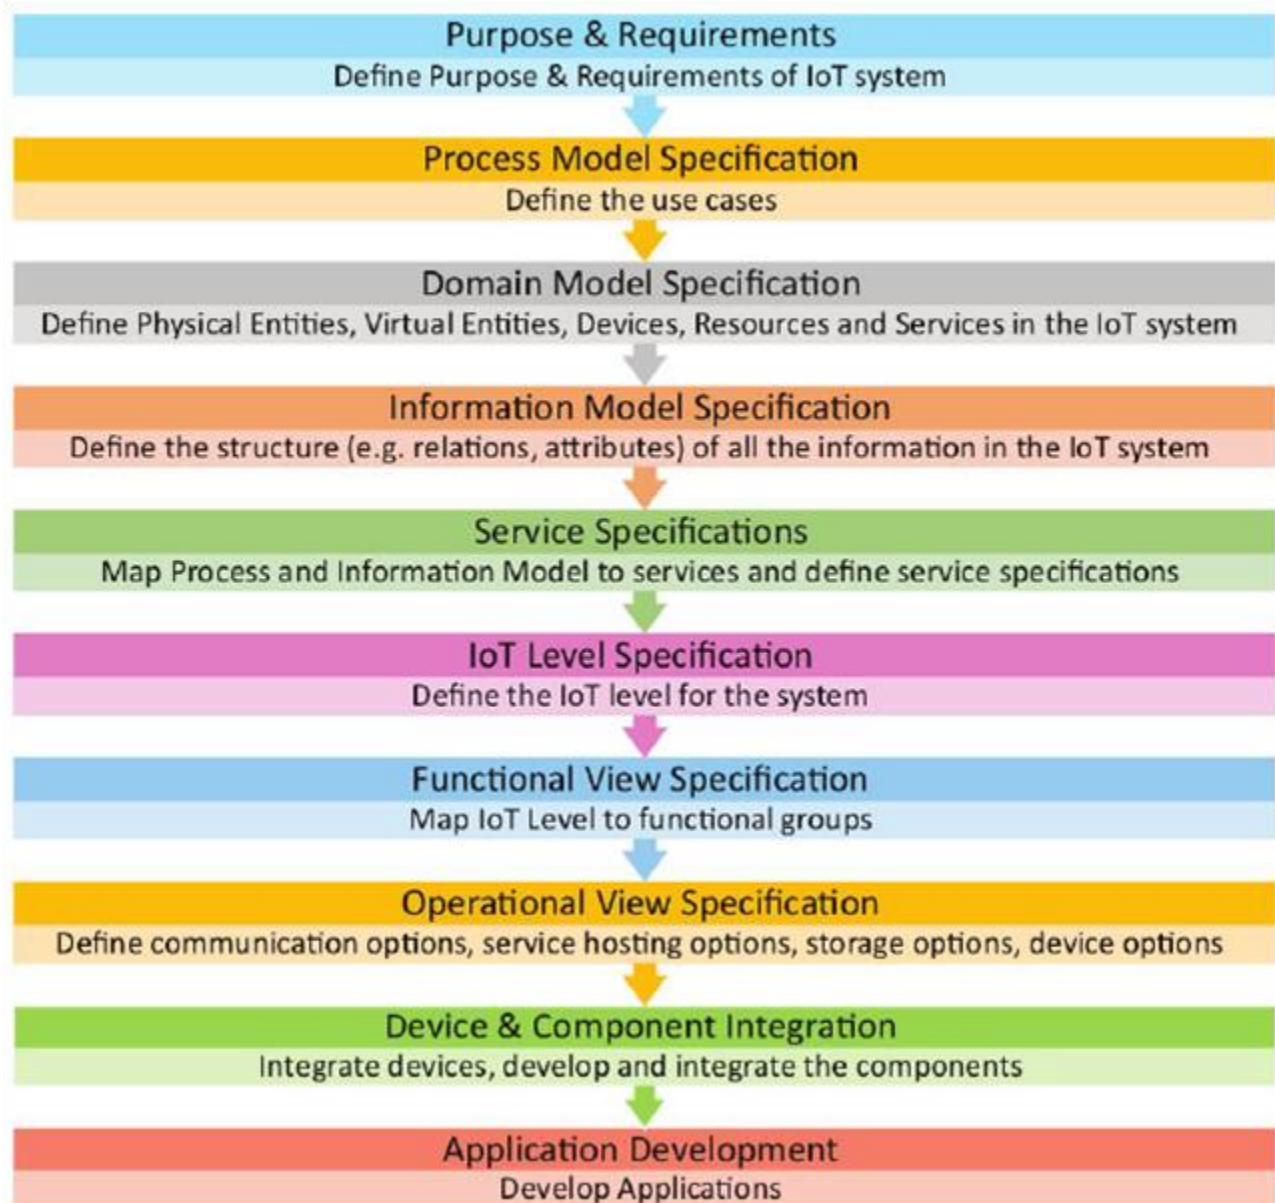 Purpose & Requirements
Define Purpose & Requirements of IoT system
Process Model Specification
Define the use cases
Domain Model Specification
Define Physical Entities, Virtual Entities, Devices, Resources and Services in the IoT system
Information Model Specification
Define the structure (e.g. relations, attributes) of all the information in the IoT system
Service Specifications
Map Process and Information Model to services and define service specifications
IoT Level Specification
Define the IoT level for the system
Functional View Specification
Map IoT Level to functional groups
Operational View Specification
Define communication options, service hosting options, storage options, device options
Device & Component Integration
Integrate devices, develop and integrate the components
Application Development
Develop Applications